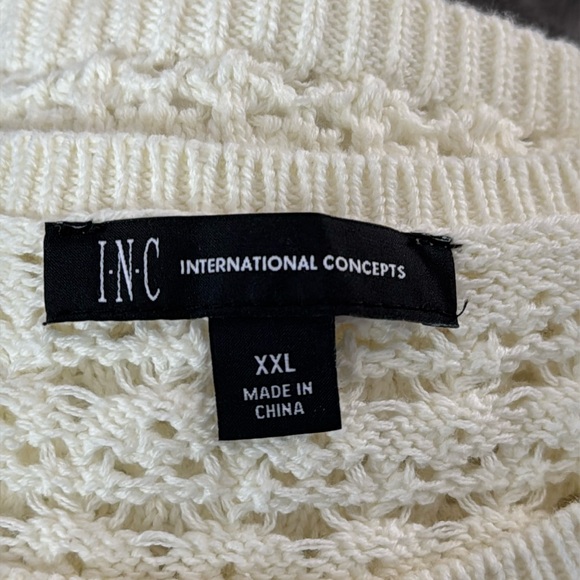 I·N·C INTERNATIONAL CONCEPTS
XXL
MADE IN
CHINA